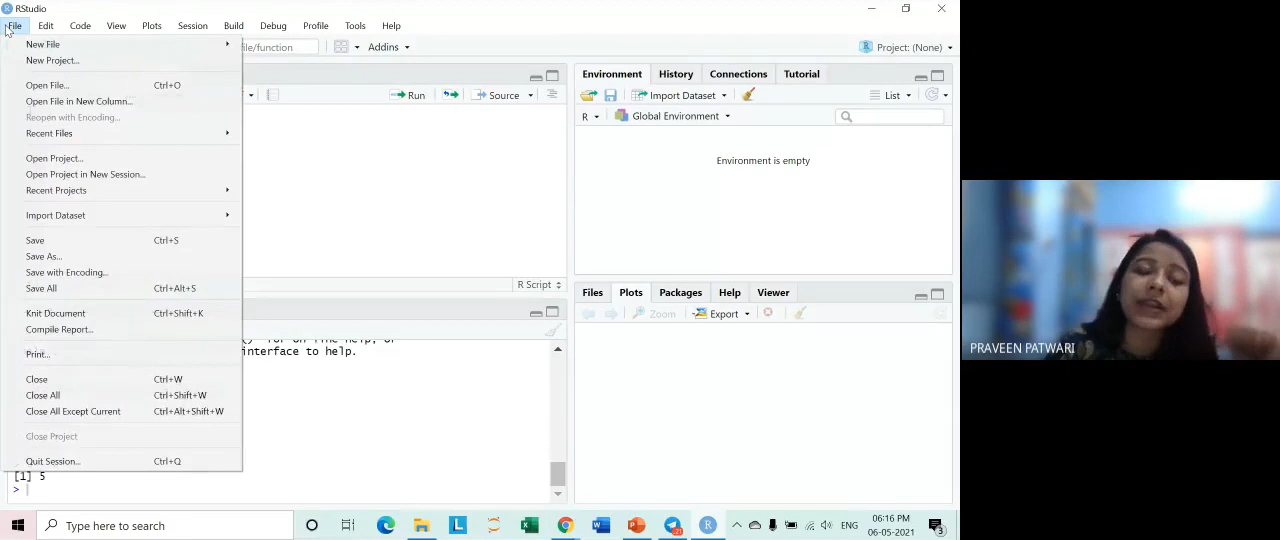 RStudio
File Edit Code View Plots Session Build Debug Profile Tools Help
file/function Addins Project: (None)
New File
New Project...
Open File... Ctrl+O
Open File in New Column...
Reopen with Encoding...
Recent Files
Open Project...
Open Project in New Session...
Recent Projects
Import Dataset
Save Ctrl+S
Save As...
Save with Encoding...
Save All Ctrl+Alt+S
Knit Document Ctrl+Shift+K
Compile Report...
Print...
Close Ctrl+W
Close All Ctrl+Shift+W
Close All Except Current Ctrl+Alt+Shift+W
Close Project
Quit Session... Ctrl+Q
Run Source
R Script
for on-line help, or
interface to help.
[1] 5
>
Environment History Connections Tutorial
Import Dataset List
R Global Environment
Environment is empty
Files Plots Packages Help Viewer
Zoom Export
PRAVEEN PATWARI
Type here to search
ENG
06:16 PM
06-05-2021
3